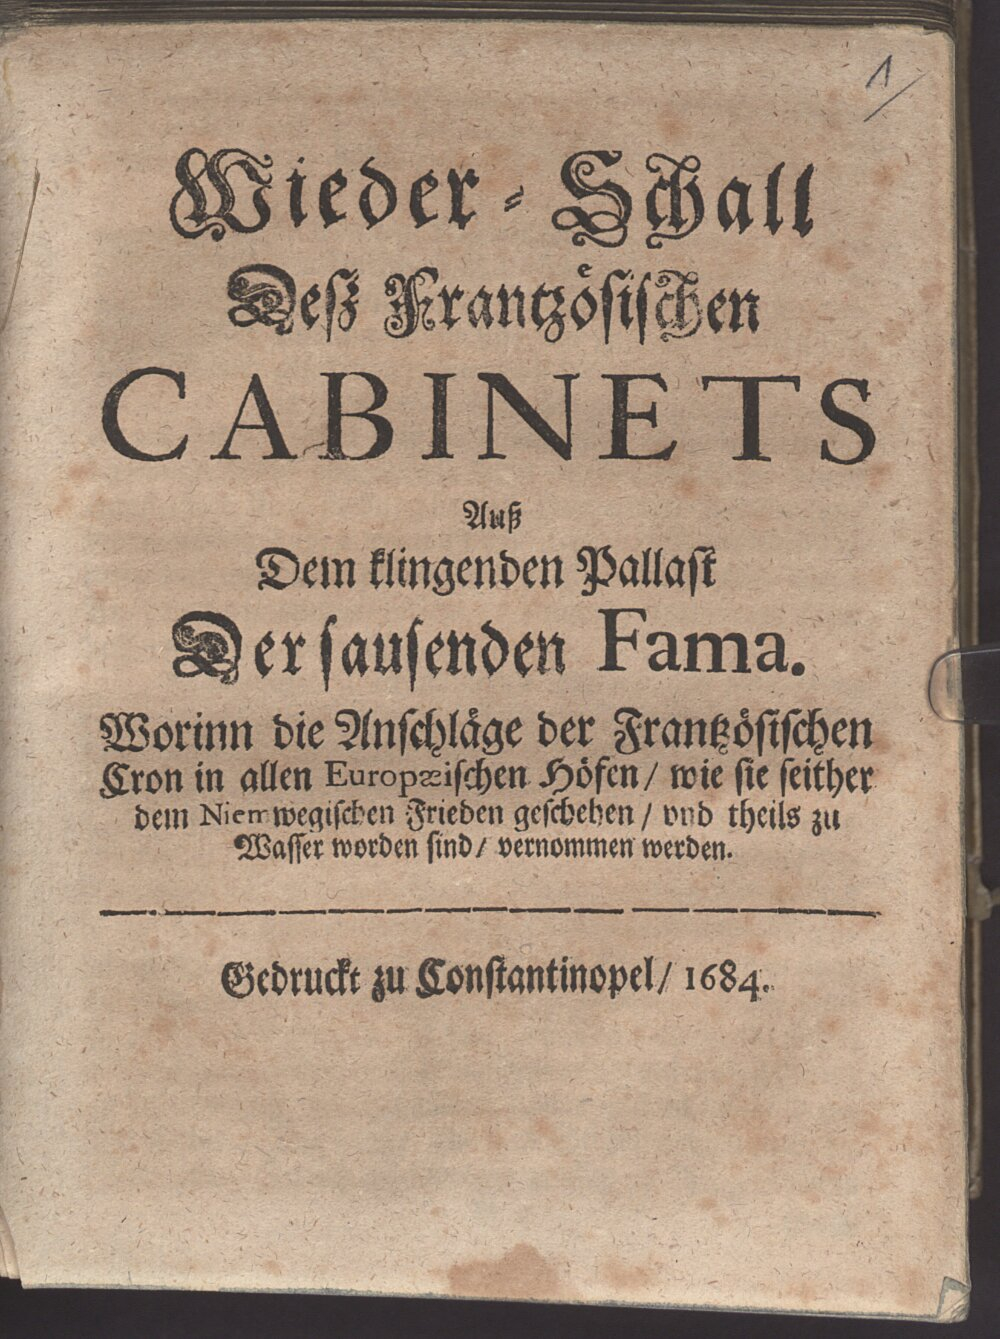 1/
Wieder-Schall
Deß Frantzösischen
CABINETS
Auß
Dem klingenden Pallast
Der sausenden Fama.
Worinn die Anschläge der Frantzösischen
Cron in allen Europæischen Höfen/ wie sie seither
dem Niemwegischen Frieden geschehen/ vnd theils zu
Wasser worden sind/ vernommen werden.
Gedruckt zu Constantinopel/ 1684.